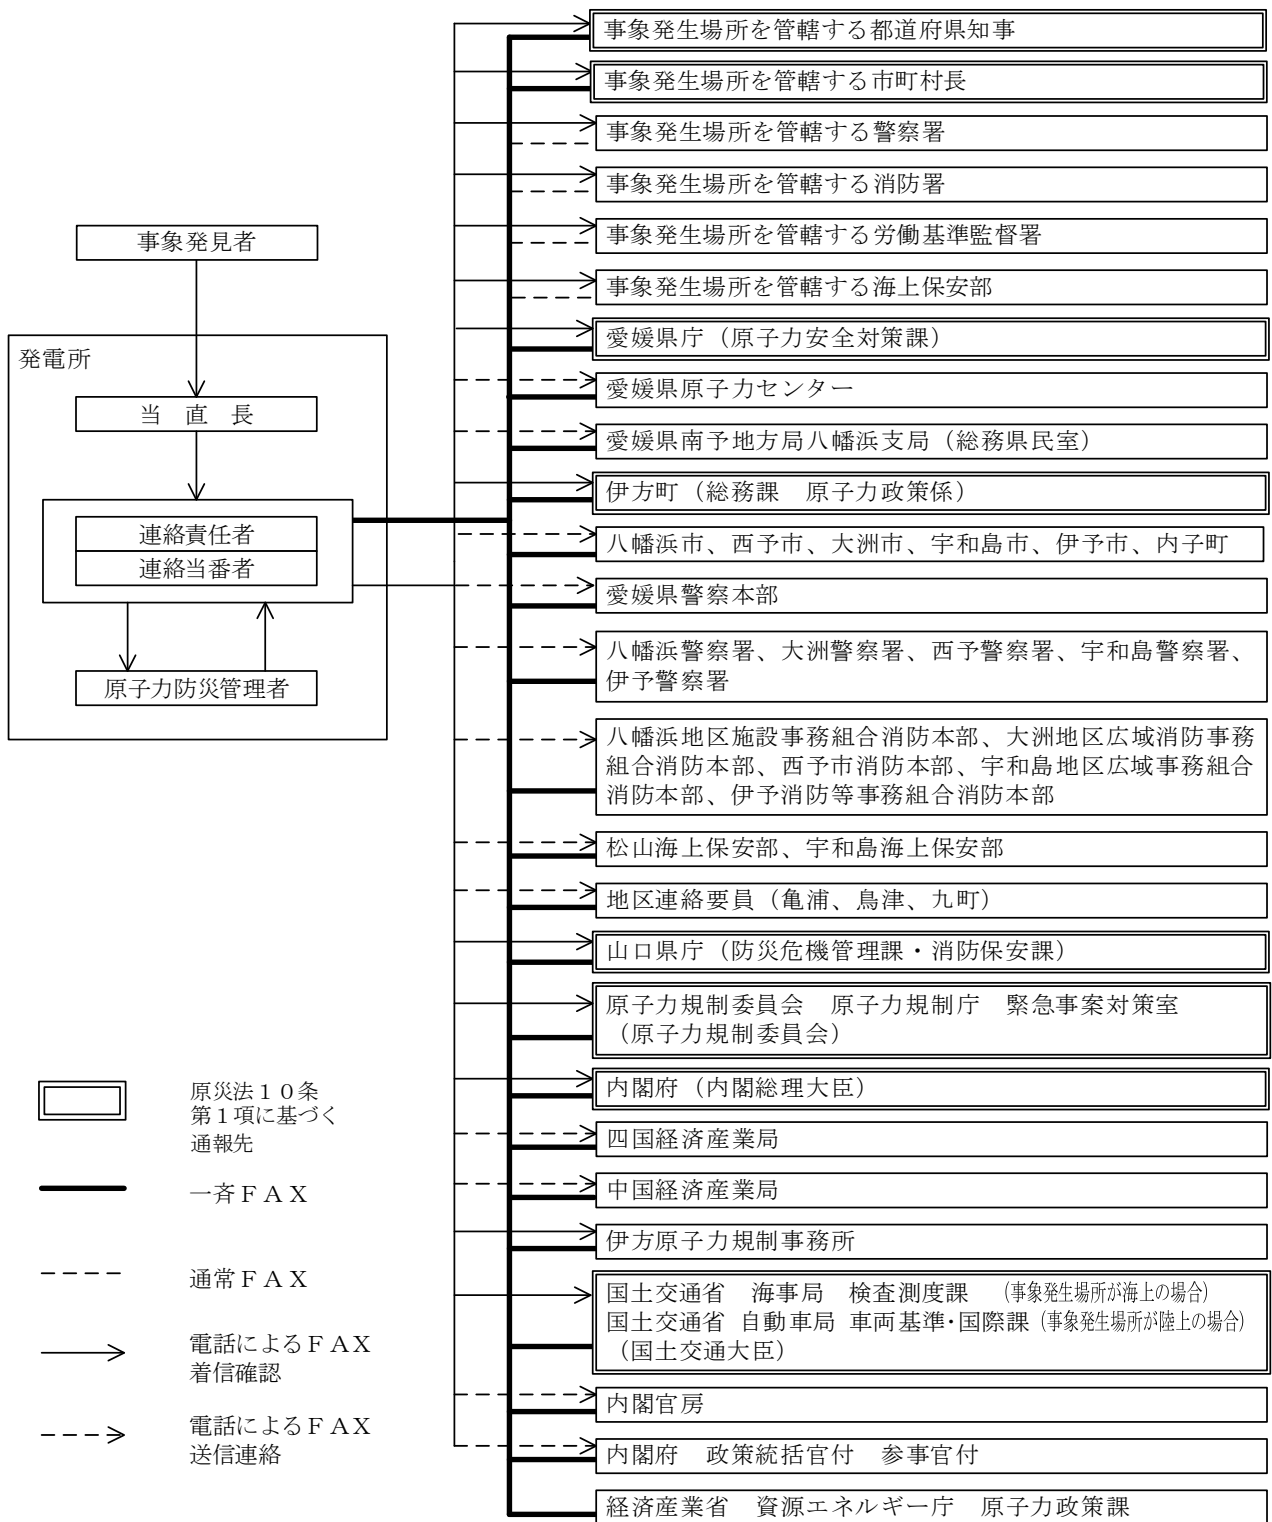 事象発見者
発電所
当　直　長
連絡責任者
連絡当番者
原子力防災管理者
事象発生場所を管轄する都道府県知事
事象発生場所を管轄する市町村長
事象発生場所を管轄する警察署
事象発生場所を管轄する消防署
事象発生場所を管轄する労働基準監督署
事象発生場所を管轄する海上保安部
愛媛県庁（原子力安全対策課）
愛媛県原子力センター
愛媛県南予地方局八幡浜支局（総務県民室）
伊方町（総務課　原子力政策係）
八幡浜市、西予市、大洲市、宇和島市、伊予市、内子町
愛媛県警察本部
八幡浜警察署、大洲警察署、西予警察署、宇和島警察署、
伊予警察署
八幡浜地区施設事務組合消防本部、大洲地区広域消防事務
組合消防本部、西予市消防本部、宇和島地区広域事務組合
消防本部、伊予消防等事務組合消防本部
松山海上保安部、宇和島海上保安部
地区連絡要員（亀浦、鳥津、九町）
山口県庁（防災危機管理課・消防保安課）
原子力規制委員会　原子力規制庁　緊急事案対策室
（原子力規制委員会）
内閣府（内閣総理大臣）
四国経済産業局
中国経済産業局
伊方原子力規制事務所
国土交通省　海事局　検査測度課　（事象発生場所が海上の場合）
国土交通省 自動車局 車両基準・国際課（事象発生場所が陸上の場合）
（国土交通大臣）
内閣官房
内閣府　政策統括官付　参事官付
経済産業省　資源エネルギー庁　原子力政策課
原災法１０条
第１項に基づく
通報先
一斉ＦＡＸ
通常ＦＡＸ
電話によるＦＡＸ
着信確認
電話によるＦＡＸ
送信連絡